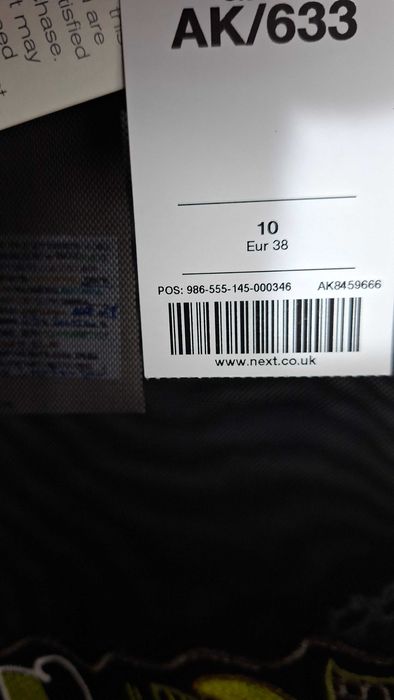 AK/633
10
Eur 38
POS: 986-555-145-000346 AK8459666
www.next.co.uk
this
are
tisfied
hase.
t may